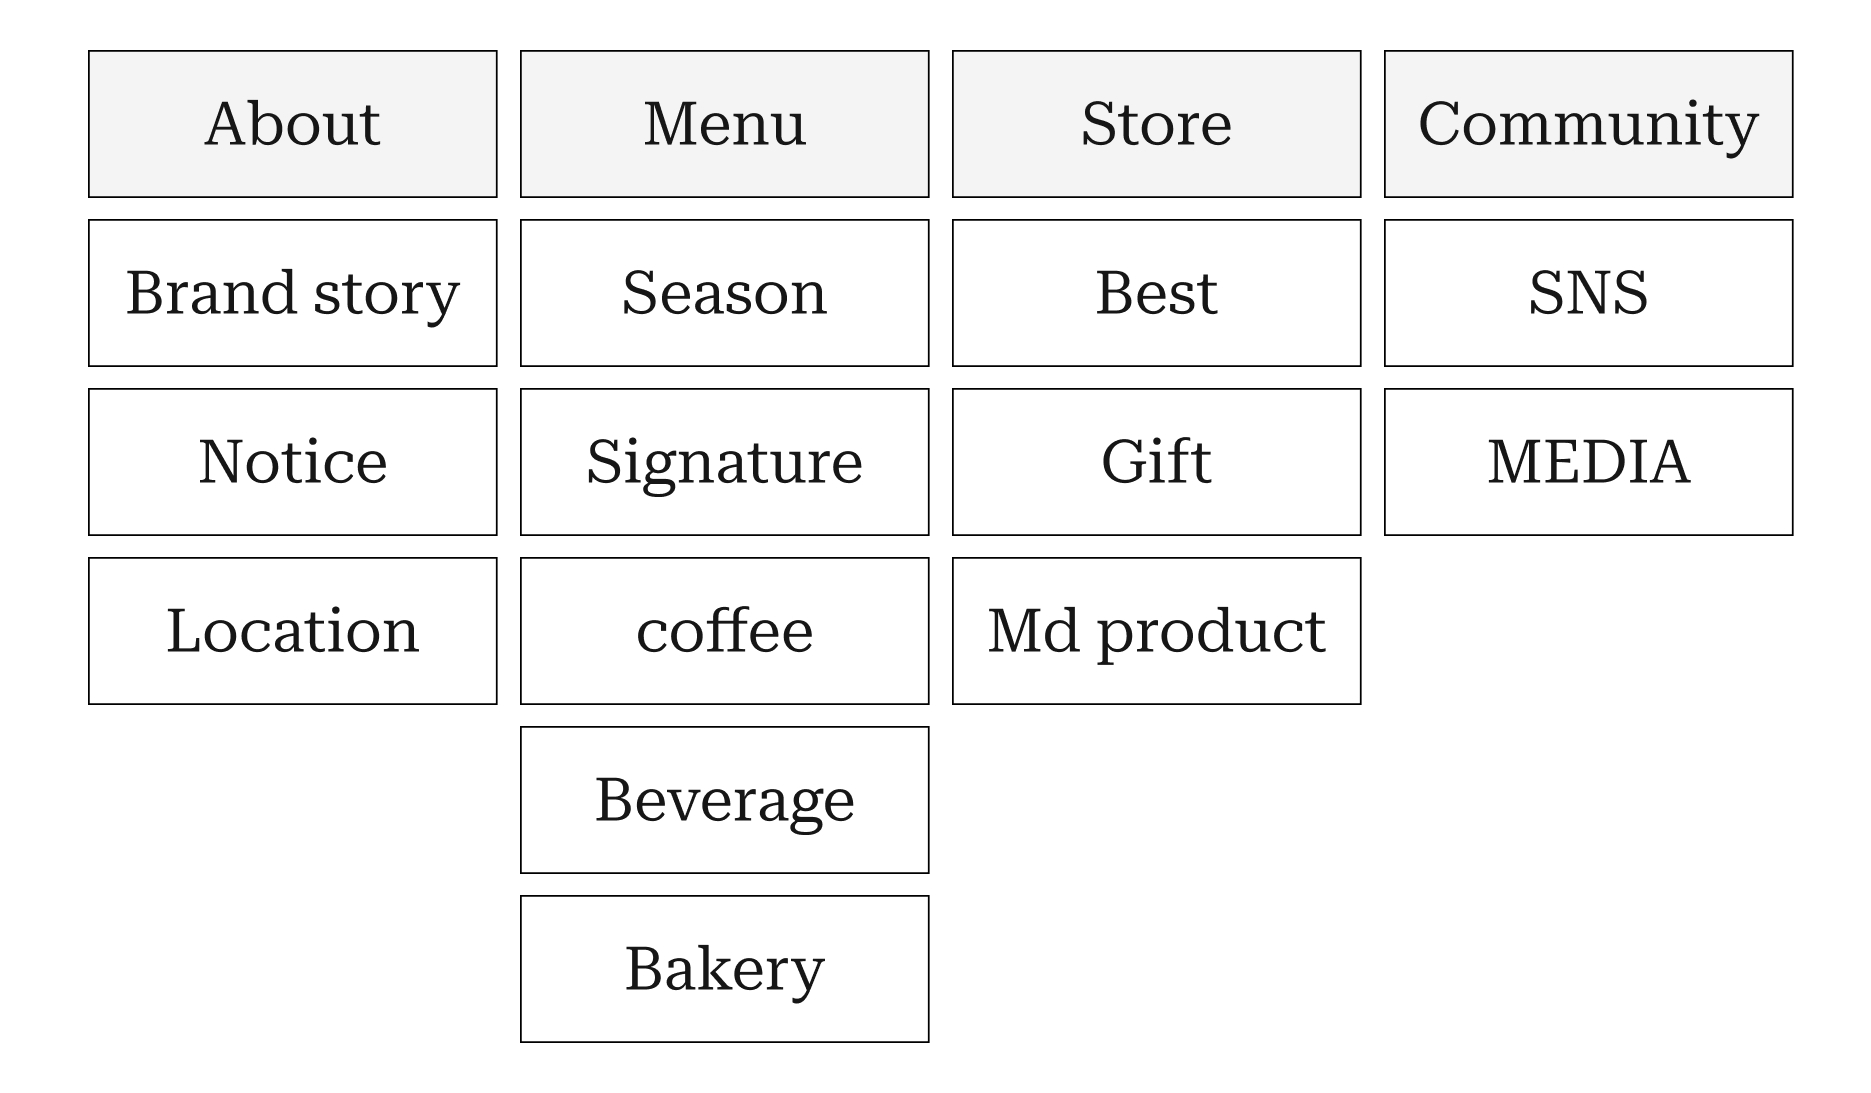 About
Menu
Store
Community
Brand story
Season
Best
SNS
Notice
Signature
Gift
MEDIA
Location
coffee
Md product
Beverage
Bakery